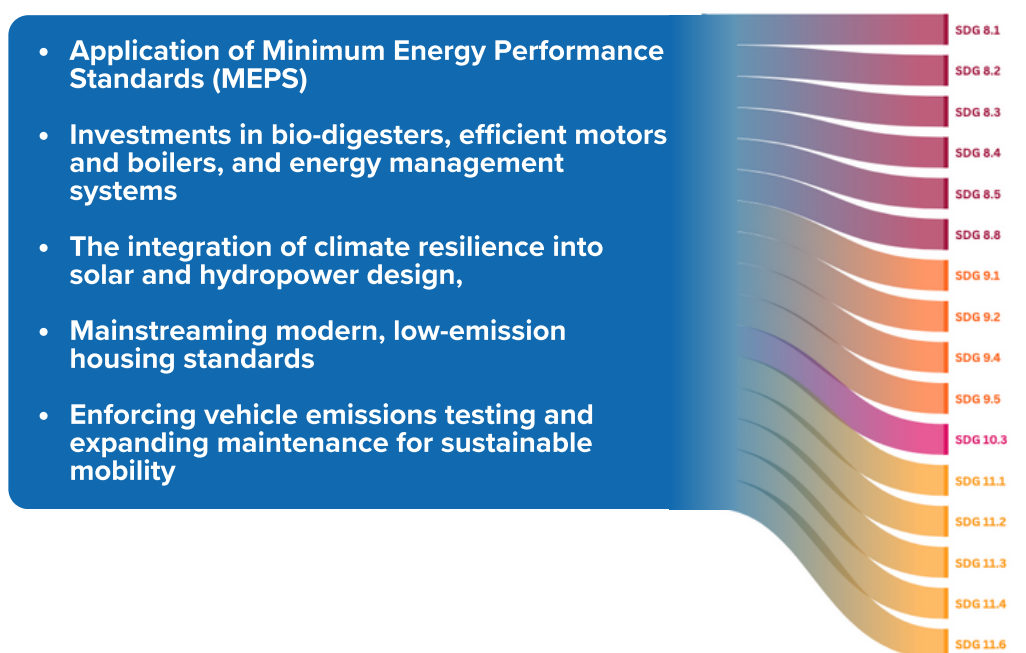 • Application of Minimum Energy Performance
Standards (MEPS)
• Investments in bio-digesters, efficient motors
and boilers, and energy management
systems
• The integration of climate resilience into
solar and hydropower design,
• Mainstreaming modern, low-emission
housing standards
• Enforcing vehicle emissions testing and
expanding maintenance for sustainable
mobility
SDG 8.1
SDG 8.2
SDG 8.3
SDG 8.4
SDG 8.5
SDG 8.8
SDG 9.1
SDG 9.2
SDG 9.4
SDG 9.5
SDG 10.3
SDG 11.1
SDG 11.2
SDG 11.3
SDG 11.4
SDG 11.6